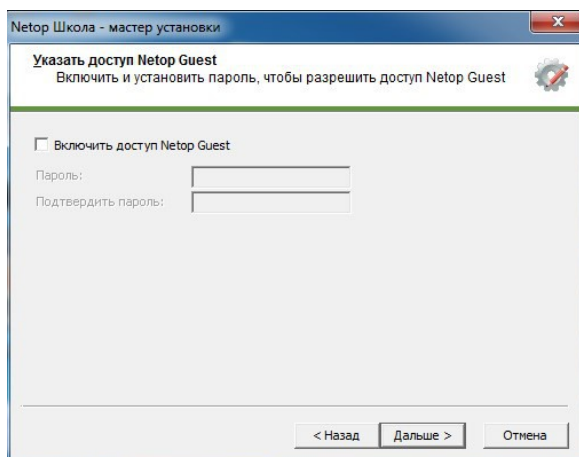 Netop Школа - мастер установки
Указать доступ Netop Guest
Включить и установить пароль, чтобы разрешить доступ Netop Guest
Включить доступ Netop Guest
Пароль:
Подтвердить пароль:
< Назад Дальше > Отмена